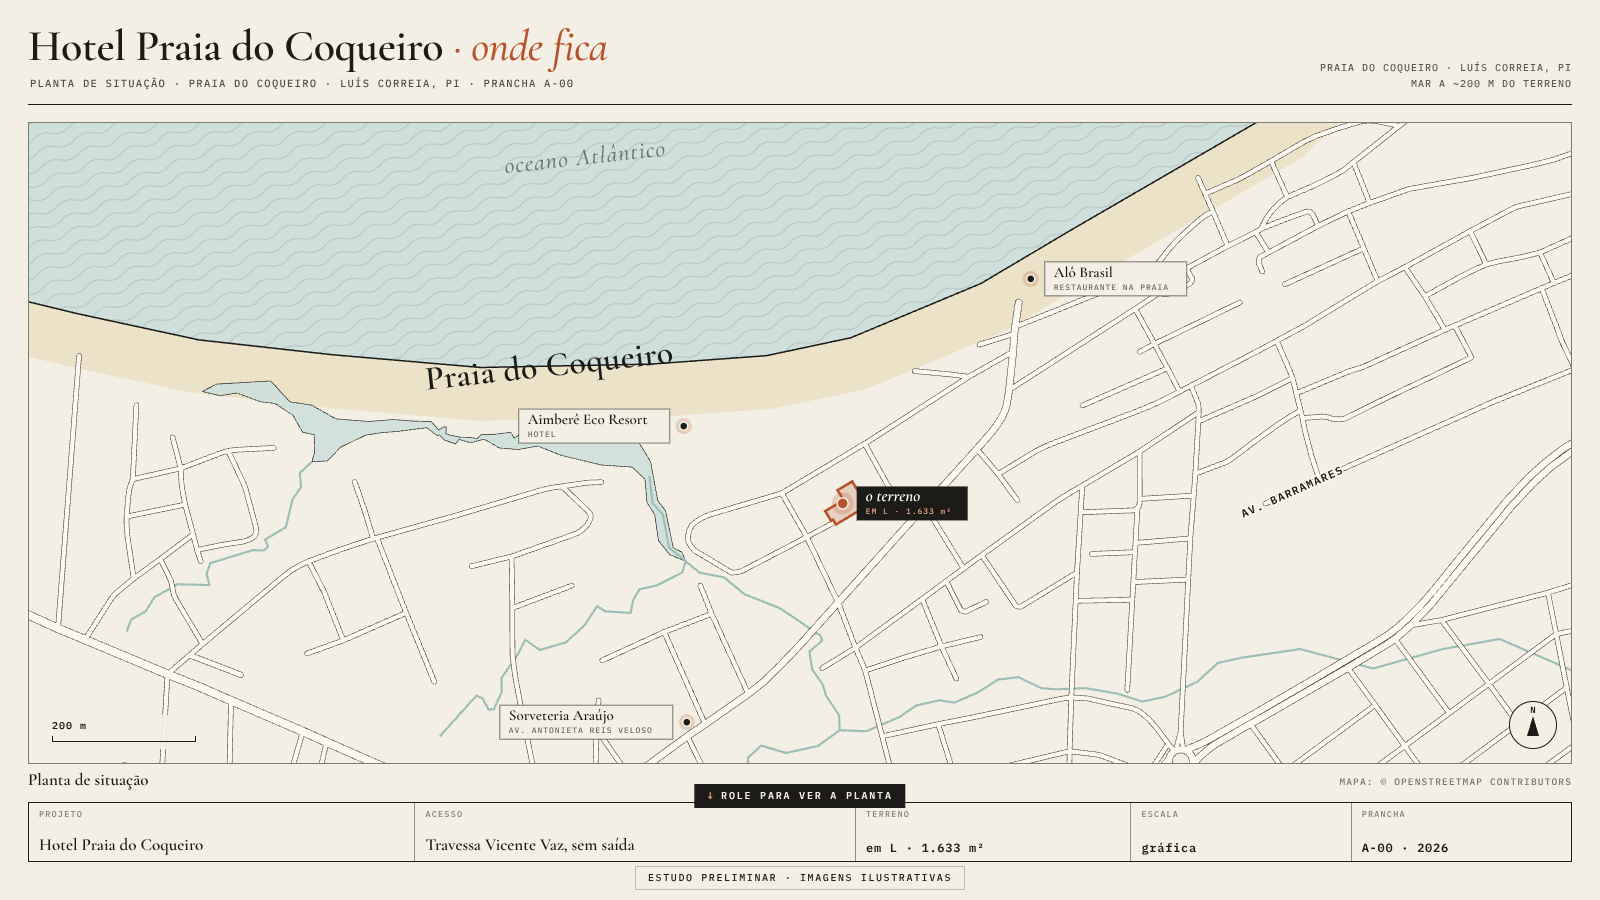 Hotel Praia do Coqueiro · onde fica
PLANTA DE SITUAÇÃO · PRAIA DO COQUEIRO · LUÍS CORREIA, PI · PRANCHA A-00
PRAIA DO COQUEIRO · LUÍS CORREIA, PI
MAR A ~200 M DO TERRENO
oceano Atlântico
Alô Brasil
RESTAURANTE NA PRAIA
Praia do Coqueiro
Aimberê Eco Resort
HOTEL
o terreno
EM L · 1.633 m²
AV. BARRAMARES
Sorveteria Araújo
AV. ANTONIETA REIS VELOSO
200 m
N
Planta de situação
MAPA: © OPENSTREETMAP CONTRIBUTORS
↓ ROLE PARA VER A PLANTA
PROJETO
Hotel Praia do Coqueiro
ACESSO
Travessa Vicente Vaz, sem saída
TERRENO
em L · 1.633 m²
ESCALA
gráfica
PRANCHA
A-00 · 2026
ESTUDO PRELIMINAR · IMAGENS ILUSTRATIVAS